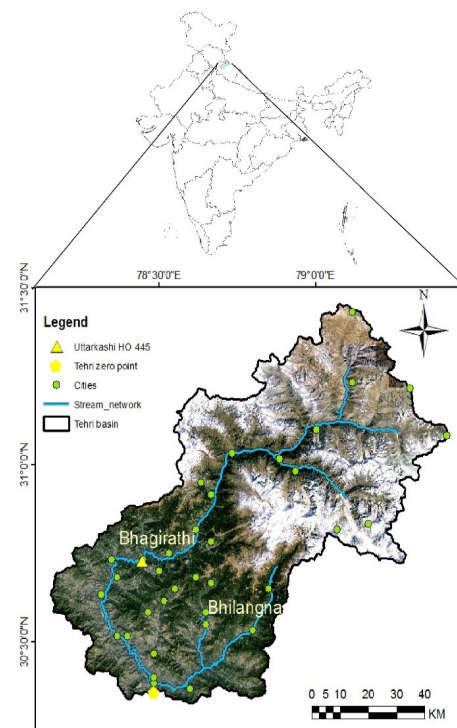 78°30'0"E 79°0'0"E
31°30'0"N
31°0'0"N
30°30'0"N
N
Legend
Uttarkashi HO 445
Tehri zero point
Cities
Stream_network
Tehri basin
Bhagirathi
Bhilangna
0 5 10 20 30 40
KM